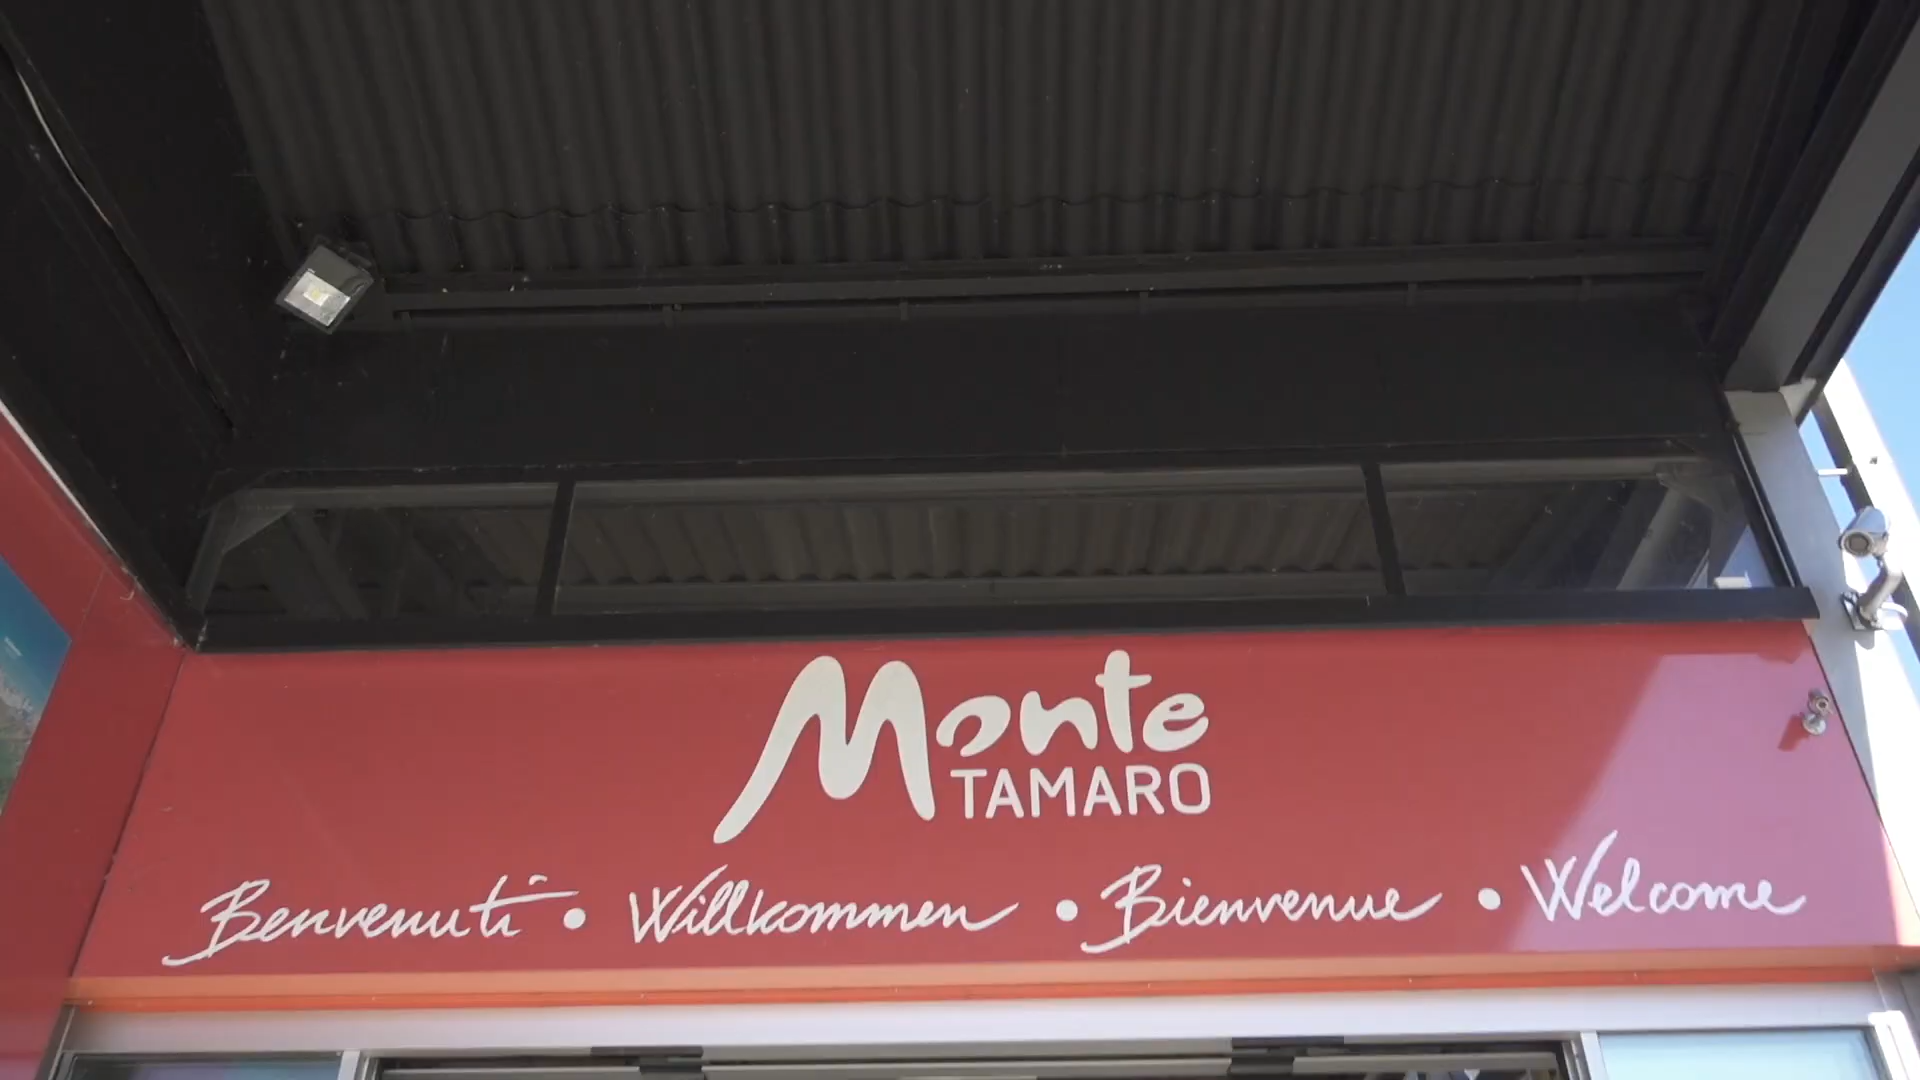 Monte
TAMARO
Benvenuti • Willkommen • Bienvenue • Welcome